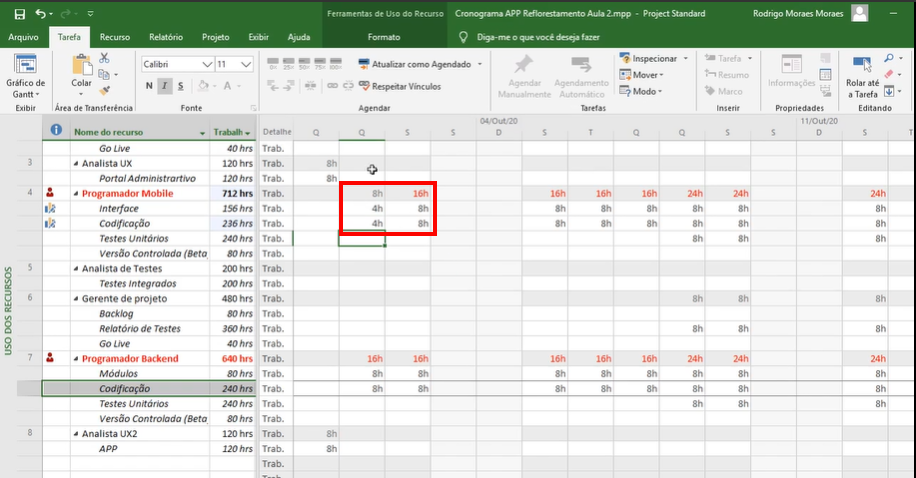 Ferramentas de Uso do Recurso Cronograma APP Reflorestamento Aula 2.mpp - Project Standard Rodrigo Moraes Moraes
Arquivo Tarefa Recurso Relatório Projeto Exibir Ajuda Formato Diga-me o que você deseja fazer
Gráfico de Gantt
Exibir
Colar
Área de Transferência
Calibri 11
N I S A
Fonte
Atualizar como Agendado
Respeitar Vínculos
Agendar
Agendar Manualmente
Agendamento Automático
Inspecionar
Mover
Modo
Tarefas
Tarefa
Resumo
Marco
Inserir
Informações
Propriedades
Rolar até a Tarefa
Editando
04/Out/20 11/Out/20
Nome do recurso Trabalh Detalhe Q Q S S D S T Q Q S S D S T
Go Live 40 hrs Trab.
3 Analista UX 120 hrs Trab. 8h
Portal Administrartivo 120 hrs Trab. 8h
4 Programador Mobile 712 hrs Trab. 8h 16h 16h 16h 16h 24h 24h 24h
Interface 156 hrs Trab. 4h 8h 8h 8h 8h 8h 8h 8h
Codificação 236 hrs Trab. 4h 8h 8h 8h 8h 8h 8h 8h
Testes Unitários 240 hrs Trab. 8h 8h 8h
Versão Controlada (Beta 80 hrs Trab.
5 Analista de Testes 200 hrs Trab.
Testes Integrados 200 hrs Trab.
6 Gerente de projeto 480 hrs Trab. 8h 8h 8h
Backlog 80 hrs Trab.
Relatório de Testes 360 hrs Trab. 8h 8h 8h
Go Live 40 hrs Trab.
7 Programador Backend 640 hrs Trab. 16h 16h 16h 16h 16h 24h 24h 24h
Módulos 80 hrs Trab. 8h 8h 8h 8h 8h 8h 8h 8h
Codificação 240 hrs Trab. 8h 8h 8h 8h 8h 8h 8h 8h
Testes Unitários 240 hrs Trab. 8h 8h 8h
Versão Controlada (Beta 80 hrs Trab.
8 Analista UX2 120 hrs Trab. 8h
APP 120 hrs Trab. 8h
Trab.
USO DOS RECURSOS